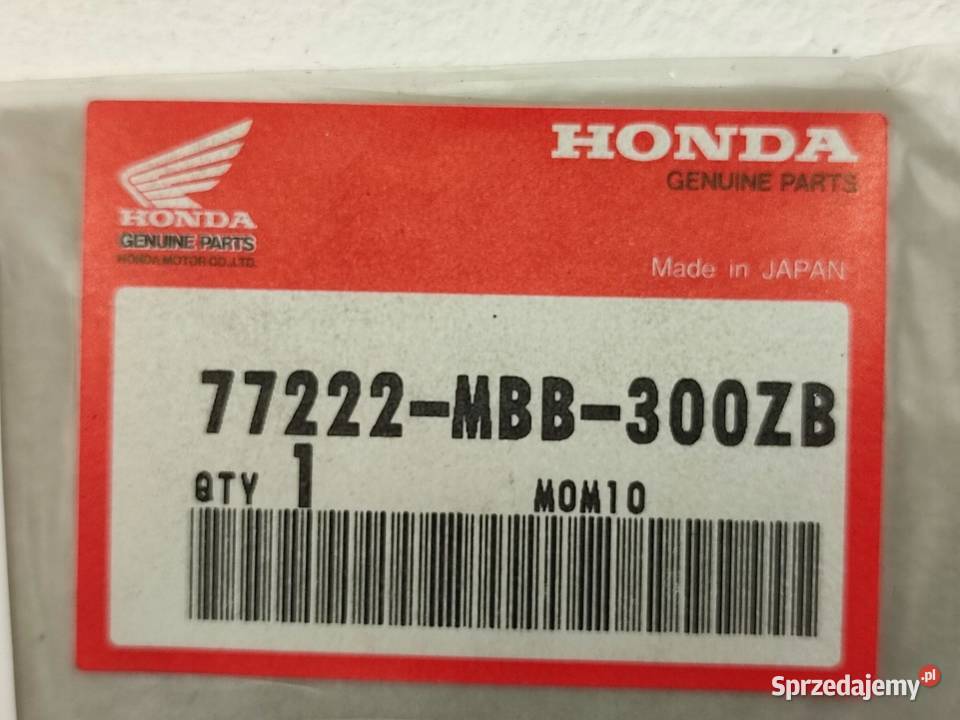 HONDA
GENUINE PARTS
HONDA MOTOR CO.,LTD.
HONDA
GENUINE PARTS
Made in JAPAN
77222-MBB-300ZB
QTY 1 MOM10
Sprzedajemy.pl